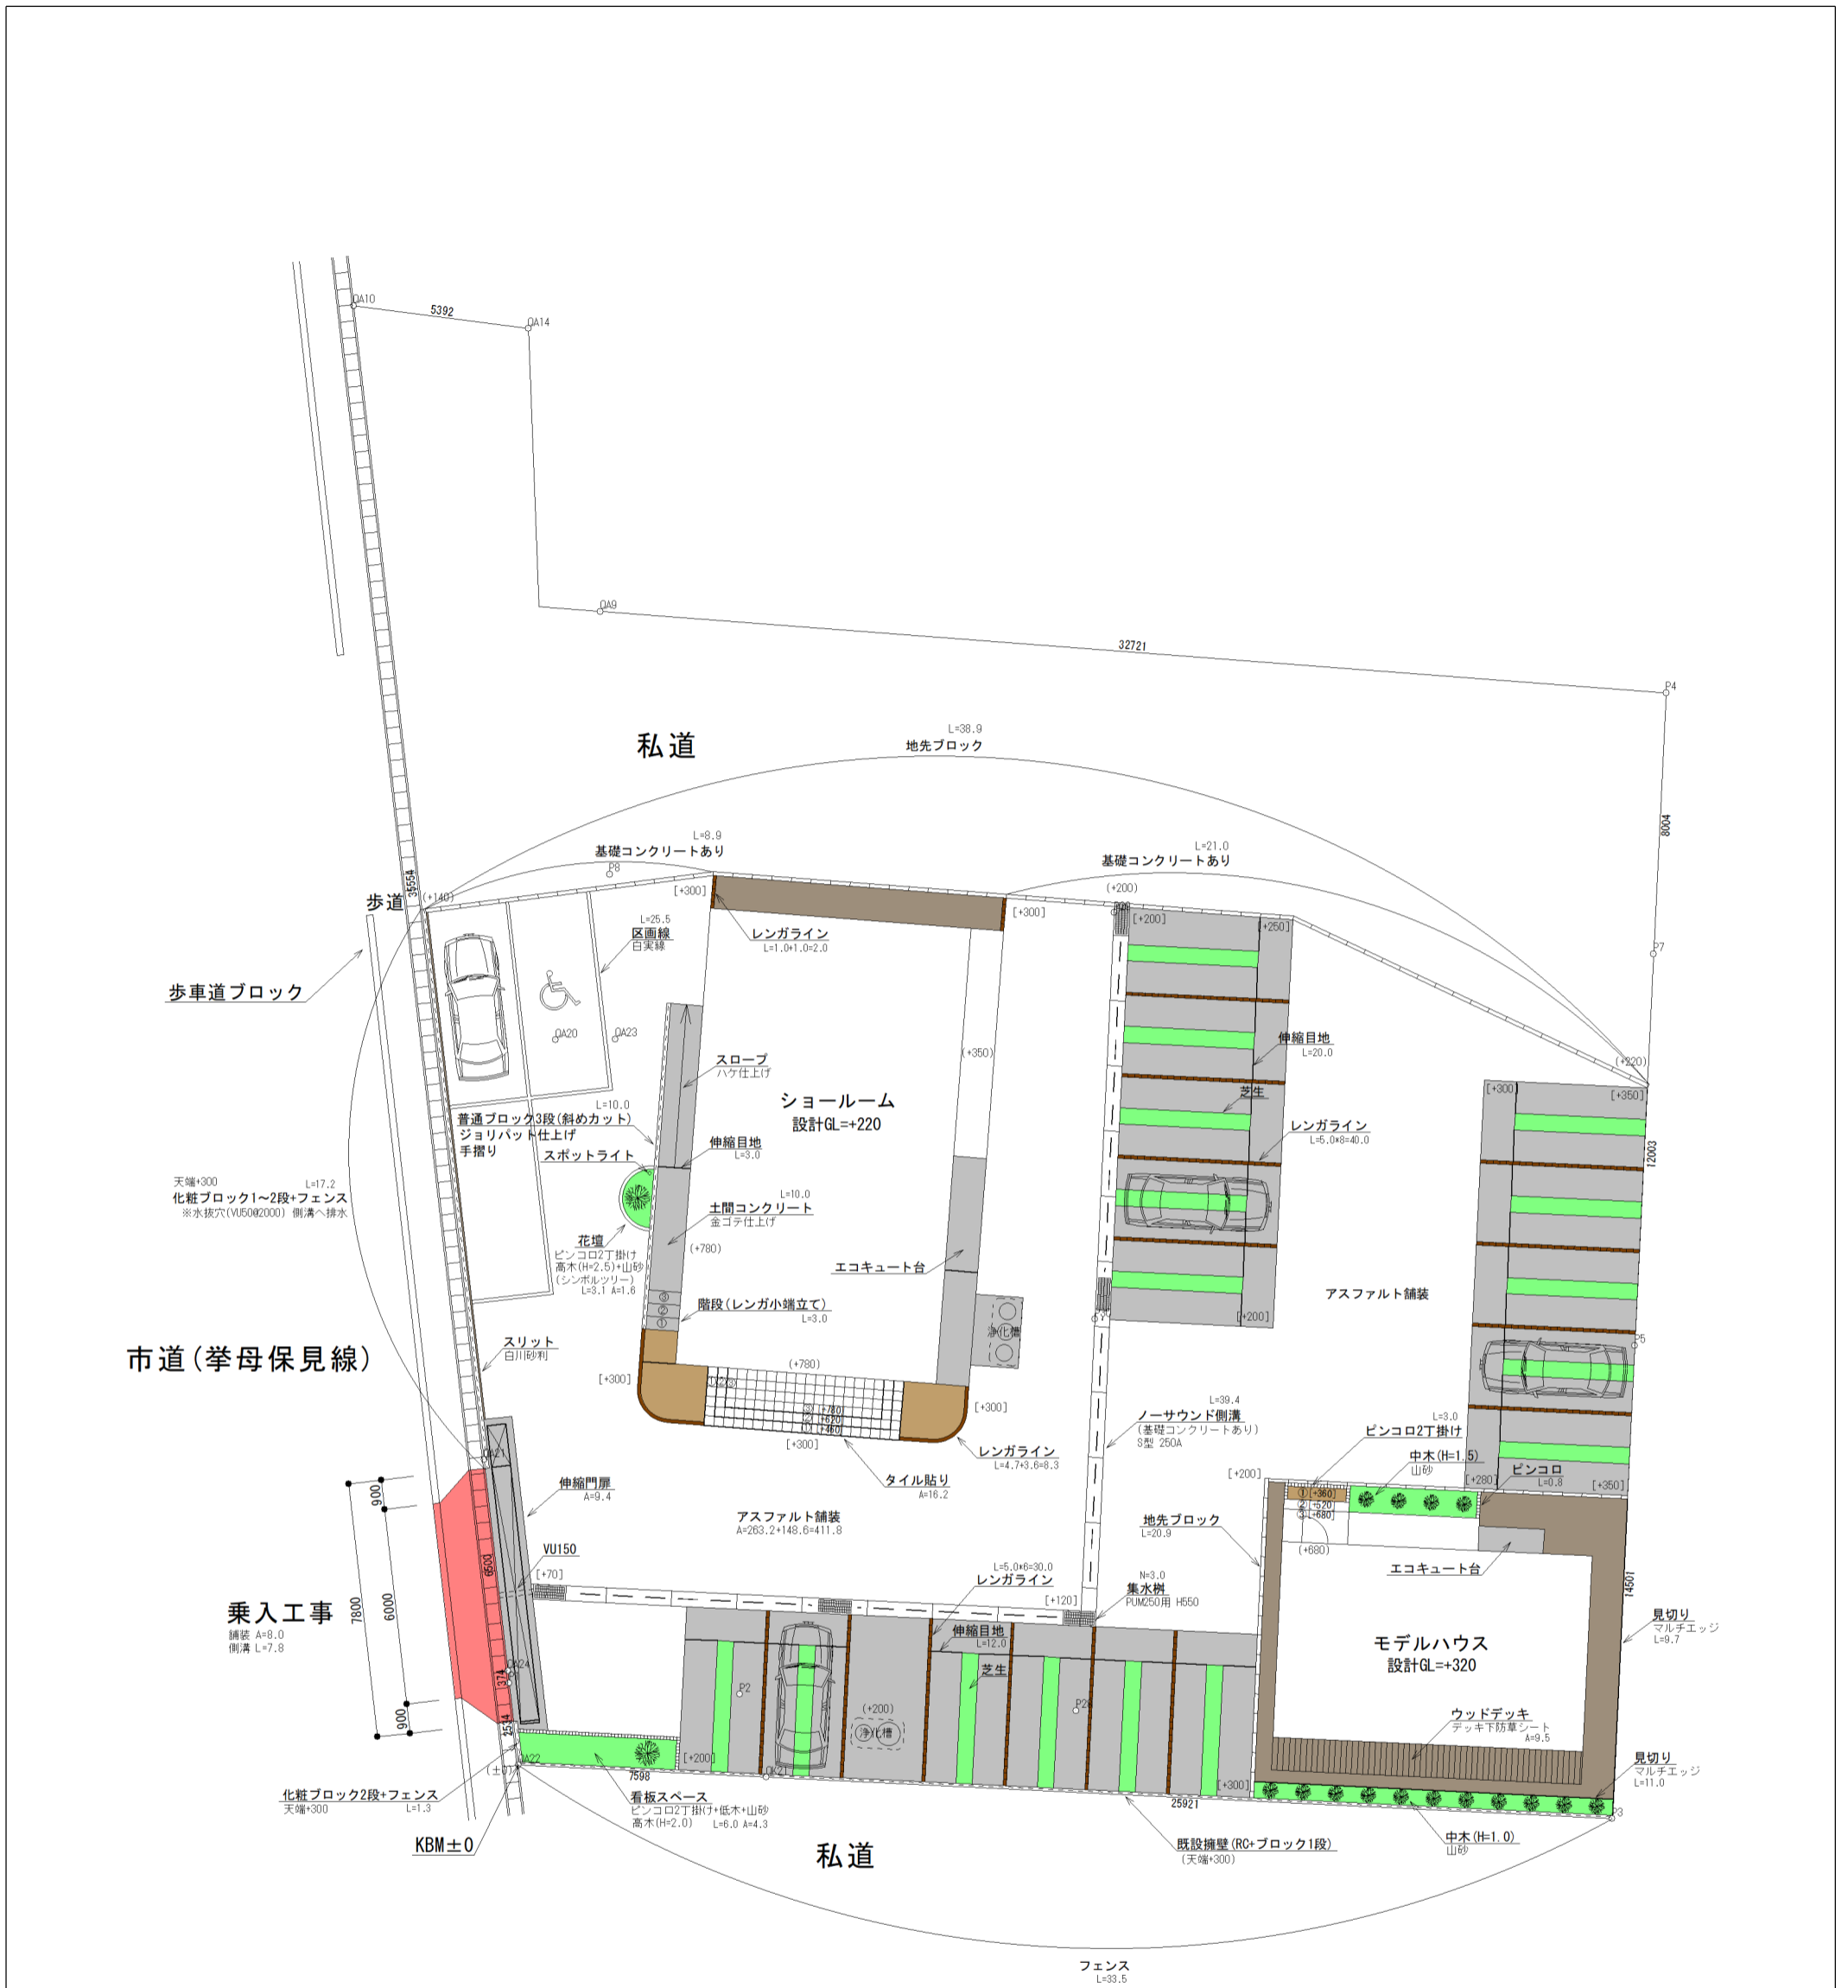 OA10
5392
OA14
OA9
32721
P4
L=38.9
地先ブロック
私道
8004
L=8.9
基礎コンクリートあり
P8
L=21.0
基礎コンクリートあり
35554
(+140)
歩道
[+300]
[+300]
(+200)
[+200]
[+250]
L=25.5
区画線
白実線
レンガライン
L=1.0+1.0=2.0
P7
歩車道ブロック
OA20
OA23
(+350)
伸縮目地
L=20.0
(+220)
スロープ
ハケ仕上げ
[+300]
[+350]
芝生
ショールーム
設計GL=+220
L=10.0
普通ブロック3段(斜めカット)
ジョリパット仕上げ
手摺り
レンガライン
L=5.0*8=40.0
伸縮目地
L=3.0
スポットライト
12003
天端+300
L=17.2
化粧ブロック1~2段+フェンス
※水抜穴(VU50@2000) 側溝へ排水
L=10.0
土間コンクリート
金ゴテ仕上げ
(+780)
花壇
ピンコロ2丁掛け
高木(H=2.5)+山砂
(シンボルツリー)
L=3.1 A=1.6
エコキュート台
アスファルト舗装
③
②
①
階段(レンガ小端立て)
L=3.0
[+200]
浄化槽
P5
スリット
白川砂利
市道(挙母保見線)
(+780)
[+300]
③ [+780]
② [+620]
① [+460]
[+300]
[+300]
L=39.4
ノーサウンド側溝
(基礎コンクリートあり)
S型 250A
L=3.0
ピンコロ2丁掛け
レンガライン
L=4.7+3.6=8.3
OA21
中木(H=1.5)
山砂
[+200]
[+280]
ピンコロ
L=0.8
[+350]
タイル貼り
A=16.2
伸縮門扉
A=9.4
900
① [+360]
② [+520]
③ [+680]
アスファルト舗装
A=263.2+148.6=411.8
地先ブロック
L=20.9
(+680)
VU150
6500
[+70]
L=5.0*6=30.0
レンガライン
エコキュート台
N=3.0
集水桝
PUM250用 H550
[+120]
14501
7800
6000
乗入工事
舗装 A=8.0
側溝 L=7.8
見切り
マルチエッジ
L=9.7
伸縮目地
L=12.0
モデルハウス
設計GL=+320
芝生
OA24
374
P2
(+200)
浄化槽
ウッドデッキ
デッキ下防草シート
A=9.5
900
2514
[+200]
OA22
(±0)
7598
[+300]
見切り
マルチエッジ
L=11.0
化粧ブロック2段+フェンス
天端+300
L=1.3
看板スペース
ピンコロ2丁掛け+低木+山砂
高木(H=2.0)
L=6.0 A=4.3
25921
P3
KBM±0
私道
既設擁壁(RC+ブロック1段)
(天端+300)
中木(H=1.0)
山砂
フェンス
L=33.5